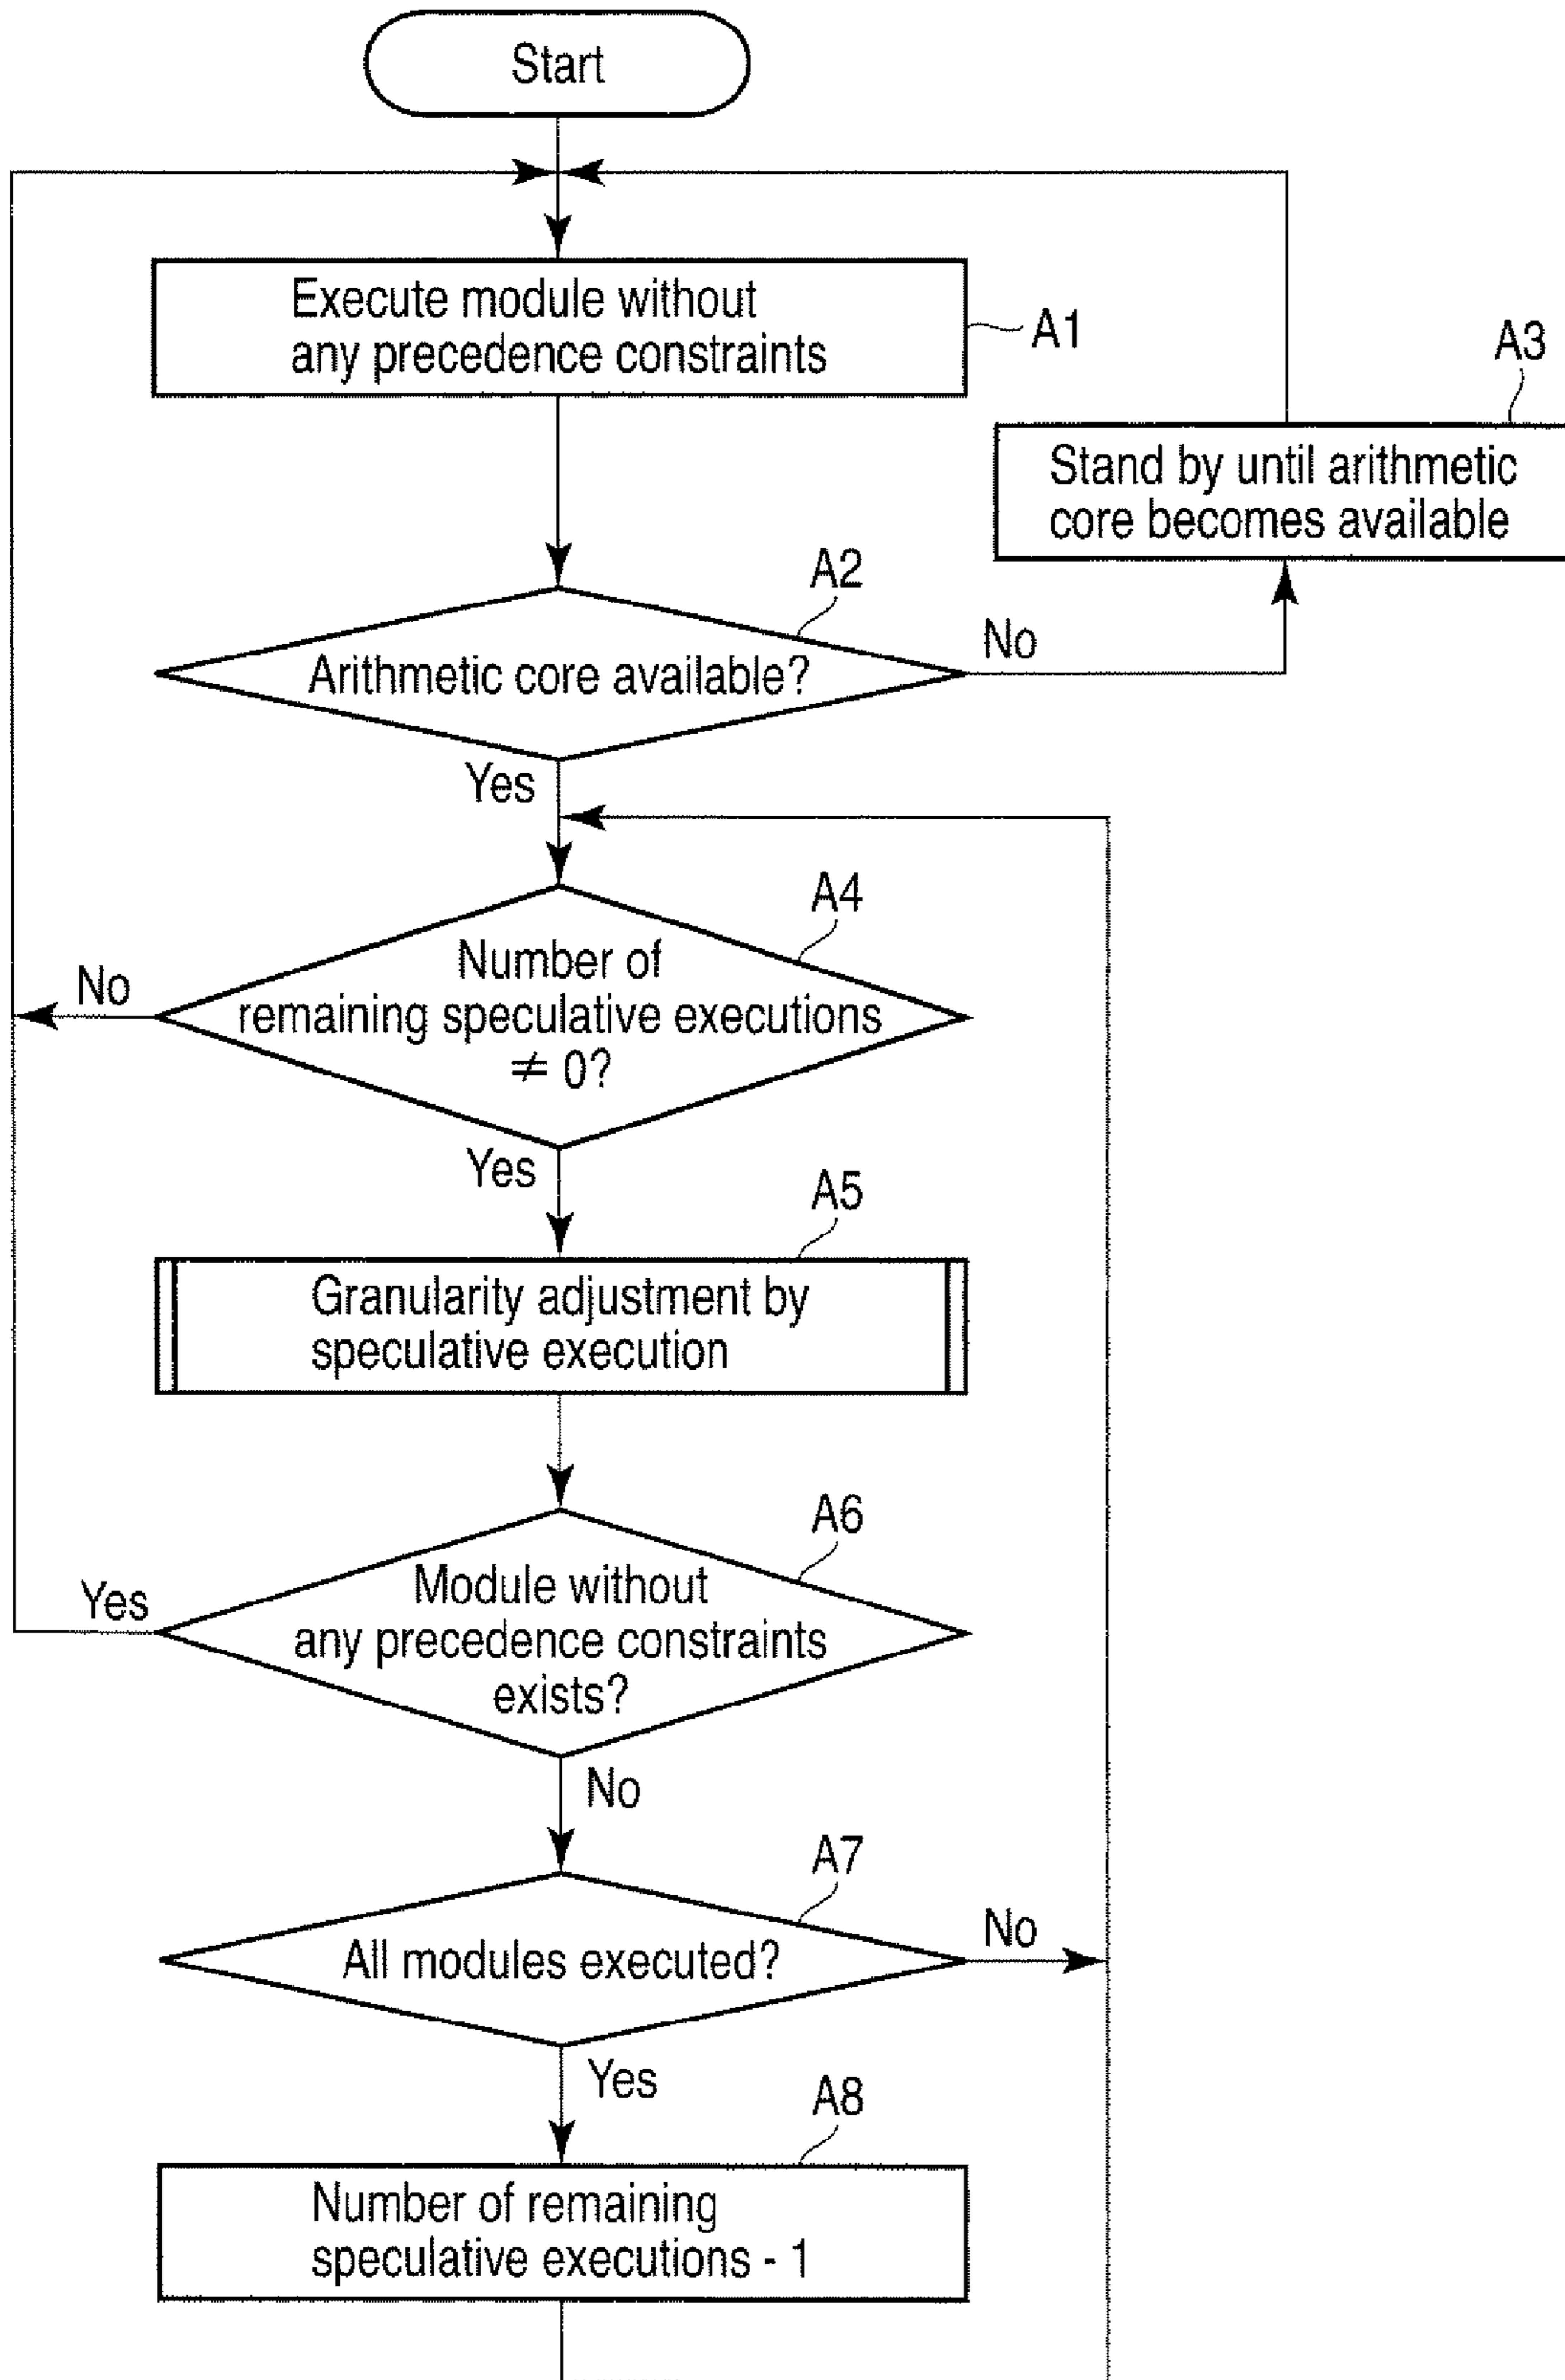 Start
Execute module without
any precedence constraints
A1
A3
Stand by until arithmetic
core becomes available
A2
Arithmetic core available?
No
Yes
A4
Number of
remaining speculative executions
≠ 0?
No
Yes
A5
Granularity adjustment by
speculative execution
A6
Module without
any precedence constraints
exists?
Yes
No
A7
All modules executed?
No
Yes
A8
Number of remaining
speculative executions - 1